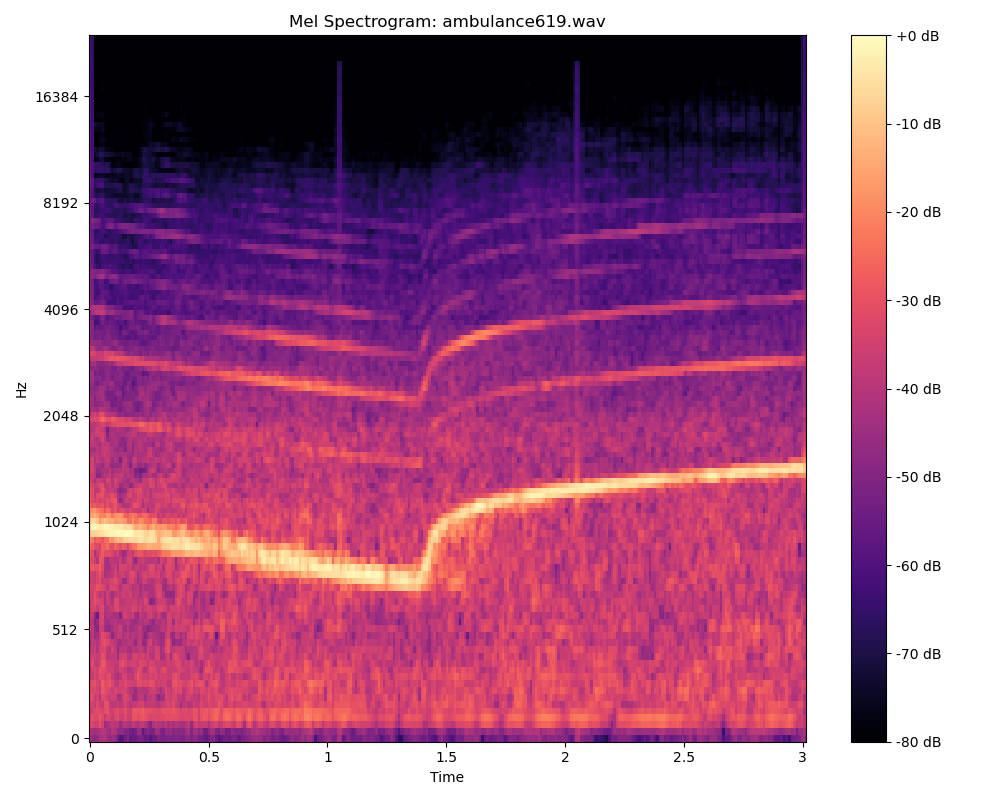 Mel Spectrogram: ambulance619.wav
Hz
16384
8192
4096
2048
1024
512
0
0 0.5 1 1.5 2 2.5 3
Time
+0 dB
-10 dB
-20 dB
-30 dB
-40 dB
-50 dB
-60 dB
-70 dB
-80 dB